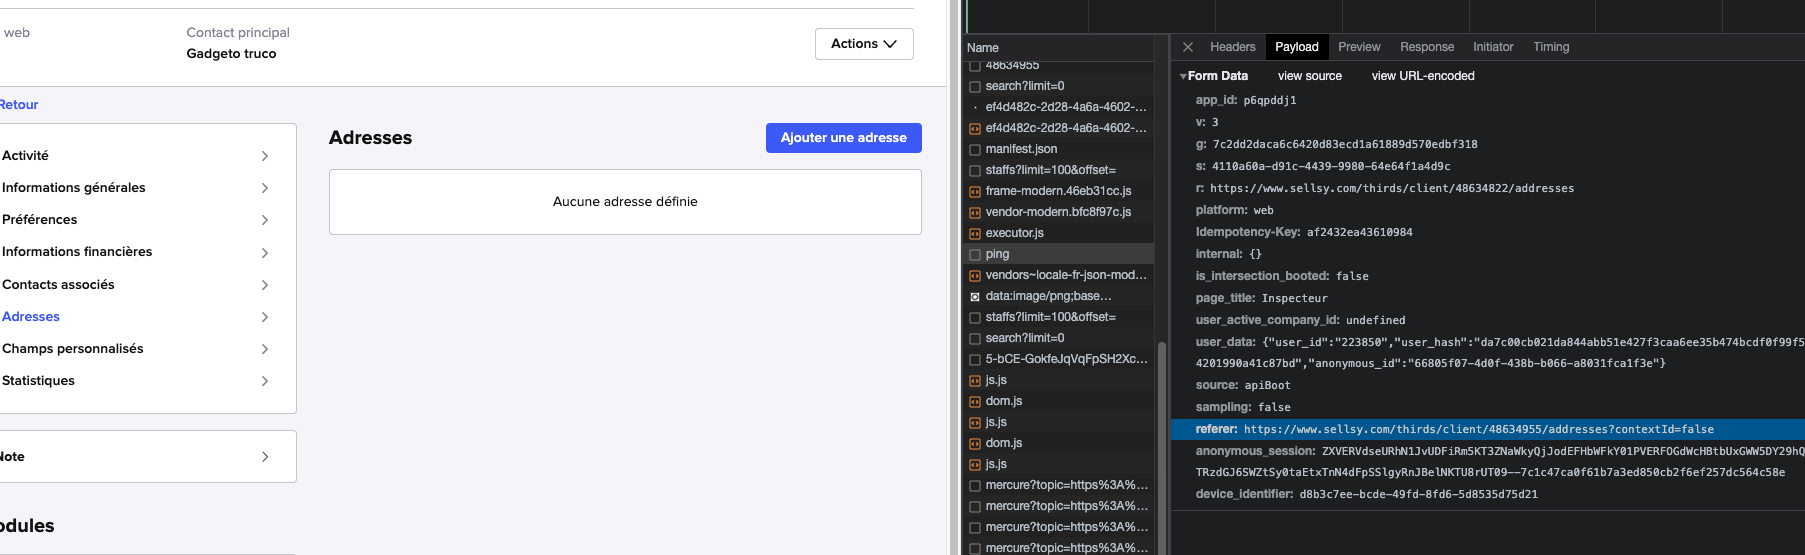 web
Contact principal
Gadgeto truco
Actions
Retour
Activité
Informations générales
Préférences
Informations financières
Contacts associés
Adresses
Champs personnalisés
Statistiques
Note
odules
Adresses
Ajouter une adresse
Aucune adresse définie
Name
48634955
search?limit=0
ef4d482c-2d28-4a6a-4602-...
ef4d482c-2d28-4a6a-4602-...
manifest.json
staffs?limit=100&offset=
frame-modern.46eb31cc.js
vendor-modern.bfc8f97c.js
executor.js
ping
vendors~locale-fr-json-mod...
data:image/png;base...
staffs?limit=100&offset=
search?limit=0
5-bCE-GokfeJqVqFpSH2Xc...
js.js
dom.js
js.js
dom.js
js.js
mercure?topic=https%3A%...
mercure?topic=https%3A%...
mercure?topic=https%3A%...
mercure?topic=https%3A%...
Headers Payload Preview Response Initiator Timing
Form Data view source view URL-encoded
app_id: p6qpddj1
v: 3
g: 7c2dd2daca6c6420d83ecd1a61889d570edbf318
s: 4110a60a-d91c-4439-9980-64e64f1a4d9c
r: https://www.sellsy.com/thirds/client/48634822/addresses
platform: web
Idempotency-Key: af2432ea43610984
internal: {}
is_intersection_booted: false
page_title: Inspecteur
user_active_company_id: undefined
user_data: {"user_id":"223850","user_hash":"da7c00cb021da844abb51e427f3caa6ee35b474bcdf0f99f5
4201990a41c87bd","anonymous_id":"66805f07-4d0f-438b-b066-a8031fca1f3e"}
source: apiBoot
sampling: false
referer: https://www.sellsy.com/thirds/client/48634955/addresses?contextId=false
anonymous_session: ZXVERVdseURhN1JvUDFiRm5KT3ZNaWkyQjJodEFHbWFkY01PVERFOGdWcHBtbUxGWW5DY29hQ
TRzdGJ6SWZtSy0taEtxTnN4dFpSSlgyRnJBelNKTU8rUT09--7c1c47ca0f61b7a3ed850cb2f6ef257dc564c58e
device_identifier: d8b3c7ee-bcde-49fd-8fd6-5d8535d75d21